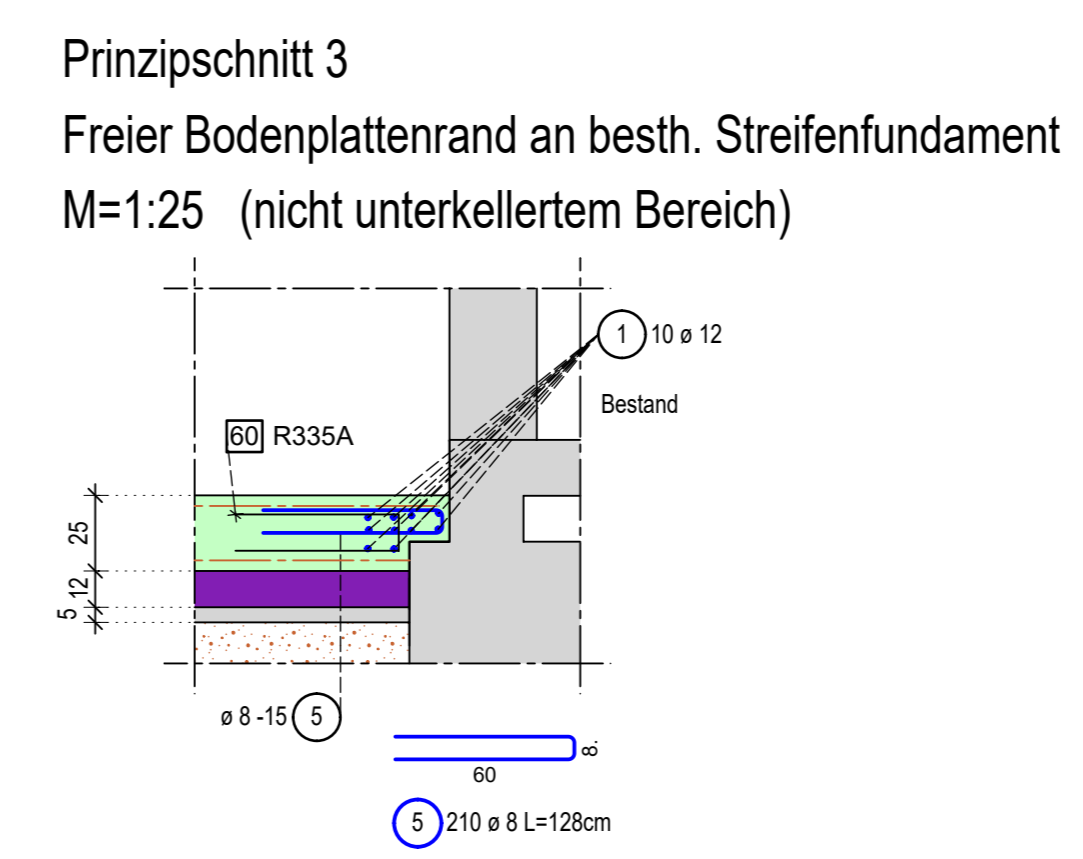 Prinzipschnitt 3
Freier Bodenplattenrand an besth. Streifenfundament
M=1:25 (nicht unterkellertem Bereich)
1 10 ø 12
Bestand
60 R335A
25
12
5
ø 8 -15 5
8.
60
5 210 ø 8 L=128cm